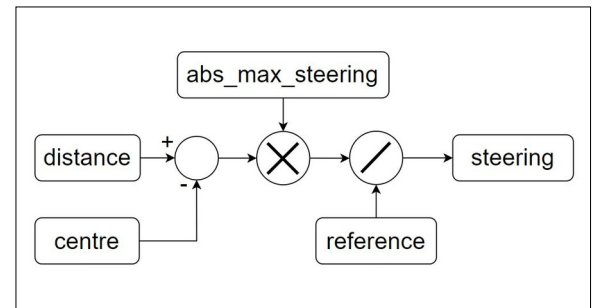 abs_max_steering
+
distance
steering
-
centre
reference